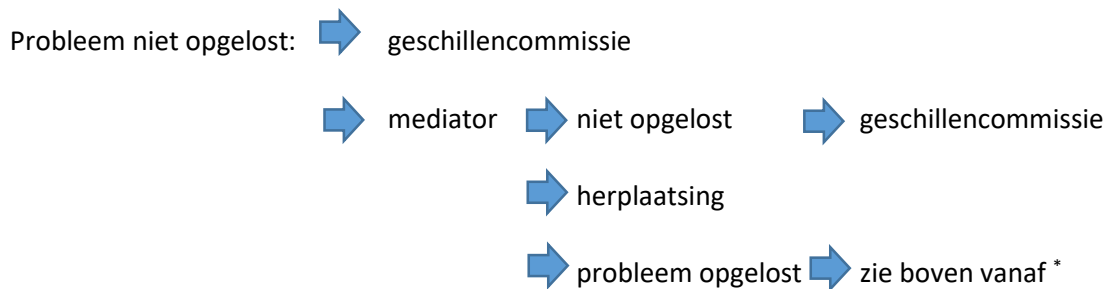 Probleem niet opgelost: geschillencommissie
mediator niet opgelost geschillencommissie
herplaatsing
probleem opgelost zie boven vanaf *